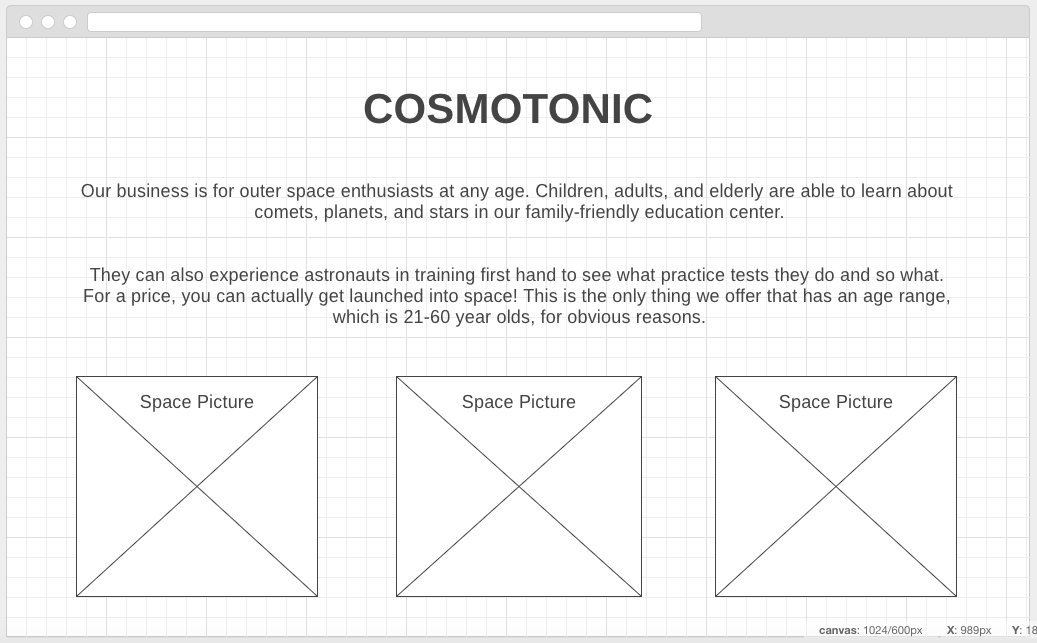 COSMOTONIC
Our business is for outer space enthusiasts at any age. Children, adults, and elderly are able to learn about
comets, planets, and stars in our family-friendly education center.
They can also experience astronauts in training first hand to see what practice tests they do and so what.
For a price, you can actually get launched into space! This is the only thing we offer that has an age range,
which is 21-60 year olds, for obvious reasons.
Space Picture Space Picture Space Picture
canvas: 1024/600px X: 989px Y: 18